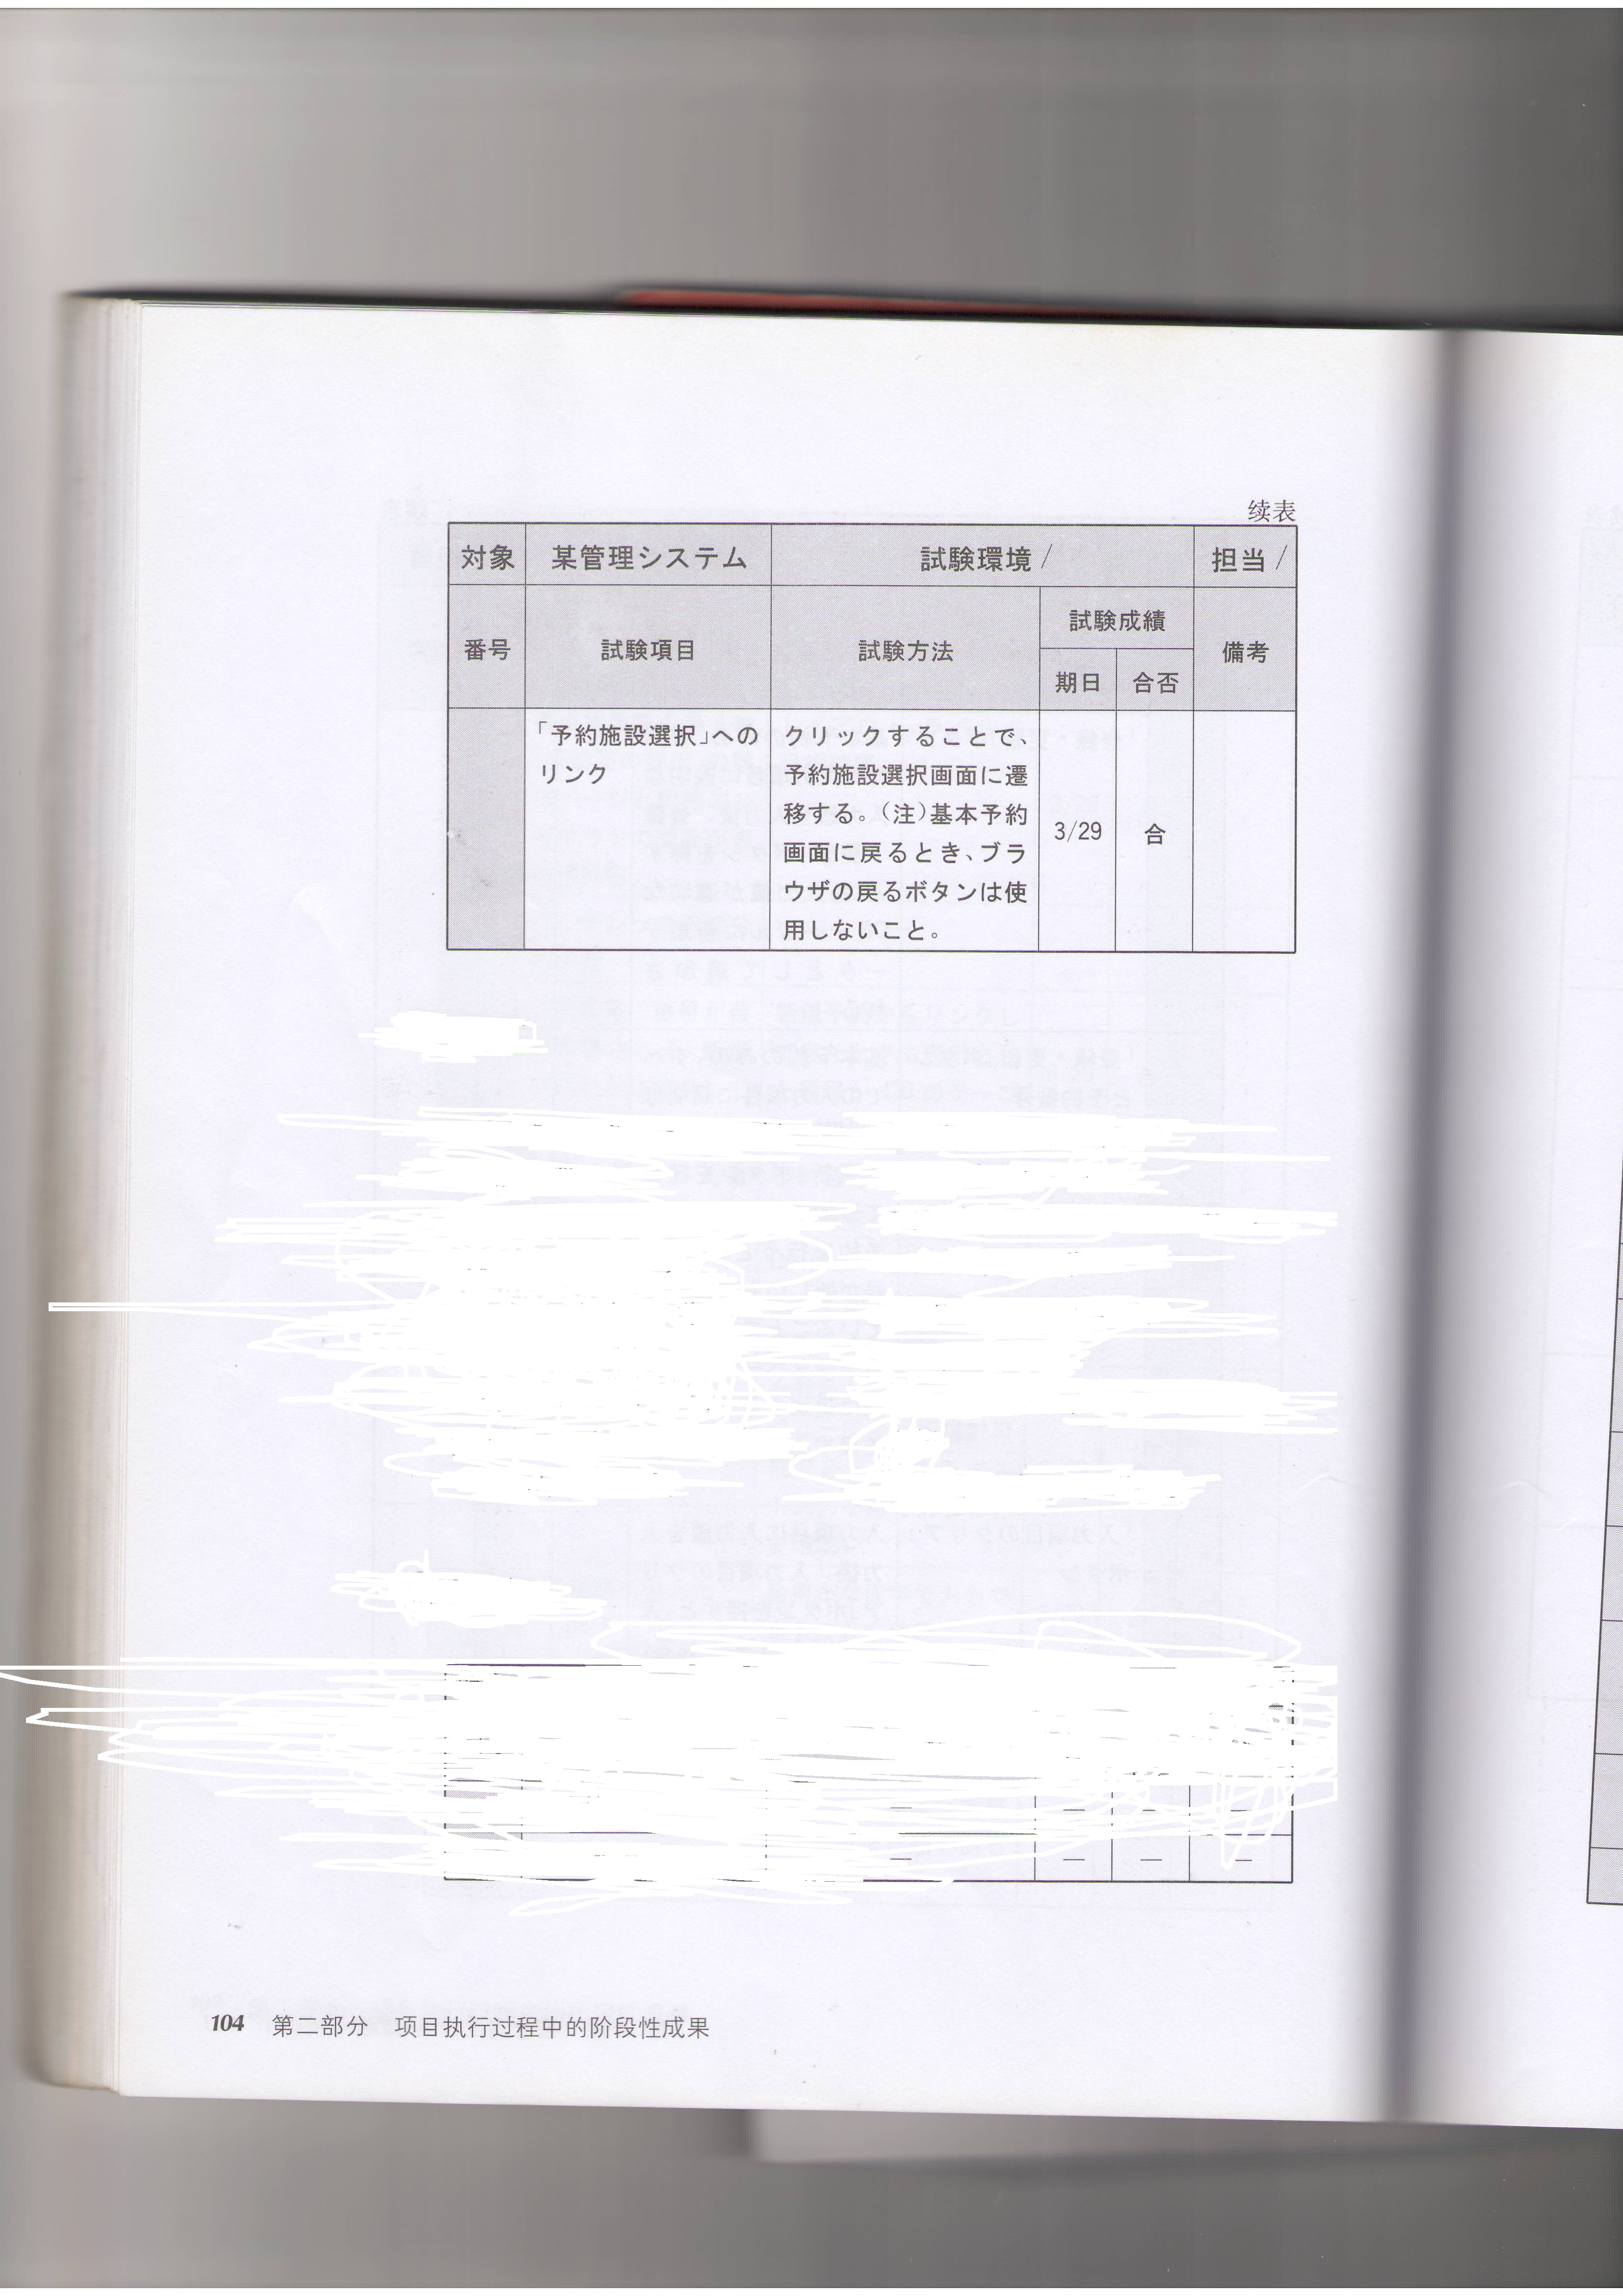 续表
対象 某管理システム 試験環境/ 担当/
番号 試験項目 試験方法 試験成績 備考
期日 合否
「予約施設選択」への クリックすることで、
リンク 予約施設選択画面に遷
移する。(注)基本予約
3/29 合
画面に戻るとき、ブラ
ウザの戻るボタンは使
用しないこと。
— — — —
— — — —
104 第二部分 项目执行过程中的阶段性成果